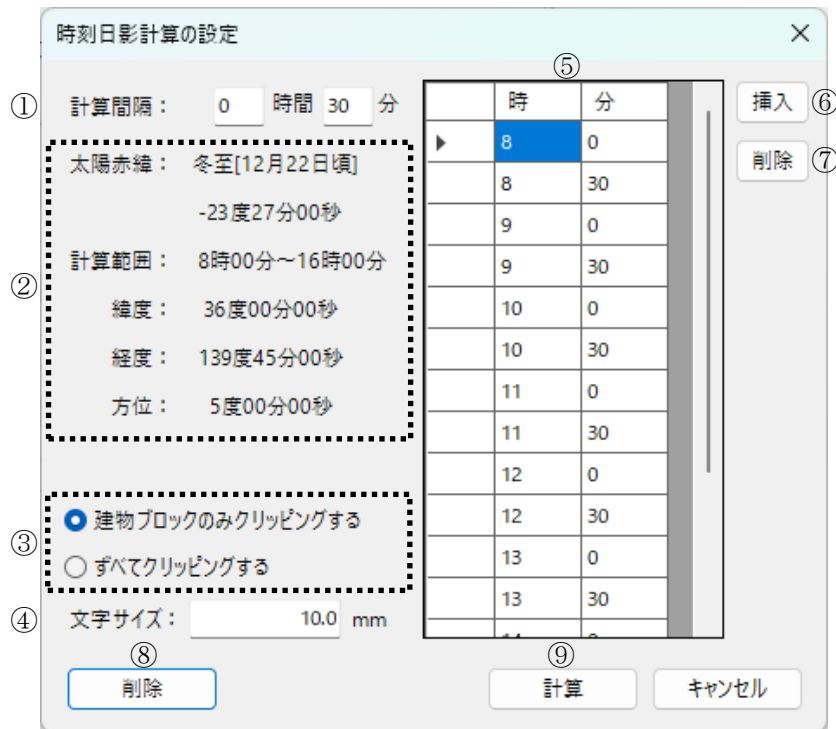 時刻日影計算の設定
⑤
① 計算間隔： 0 時間 30 分
時 分
挿入 ⑥
8 0
削除 ⑦
8 30
9 0
9 30
10 0
10 30
11 0
11 30
12 0
12 30
13 0
13 30
②
太陽赤緯： 冬至[12月22日頃]
-23度27分00秒
計算範囲： 8時00分～16時00分
緯度： 36度00分00秒
経度： 139度45分00秒
方位： 5度00分00秒
③
建物ブロックのみクリッピングする
ずべてクリッピングする
④ 文字サイズ： 10.0 mm
⑧
削除
⑨
計算
キャンセル